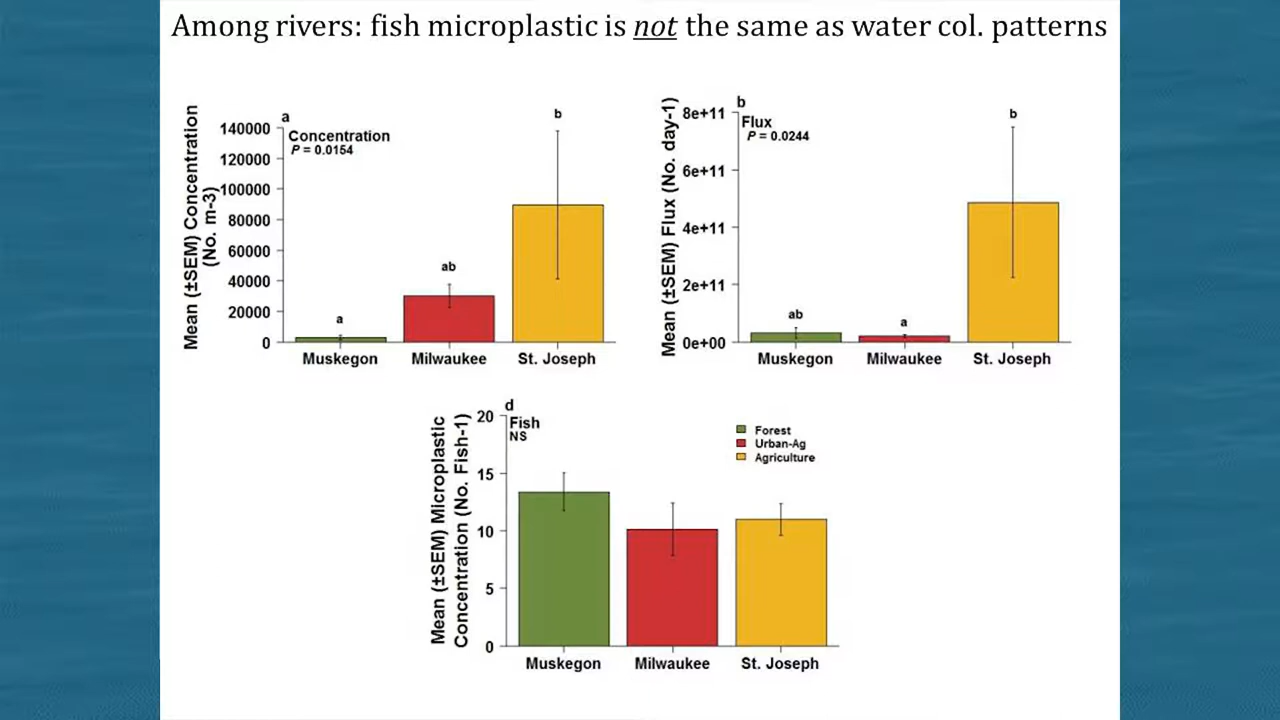 Among rivers: fish microplastic is not the same as water col. patterns
a
Concentration
P = 0.0154
Mean (±SEM) Concentration
(No. m-3)
140000
120000
100000
80000
60000
40000
20000
0
a
ab
b
Muskegon
Milwaukee
St. Joseph
b
Flux
P = 0.0244
Mean (±SEM) Flux (No. day-1)
8e+11
6e+11
4e+11
2e+11
0e+00
ab
a
b
Muskegon
Milwaukee
St. Joseph
d
Fish
NS
Mean (±SEM) Microplastic
Concentration (No. Fish-1)
20
15
10
5
0
Forest
Urban-Ag
Agriculture
Muskegon
Milwaukee
St. Joseph